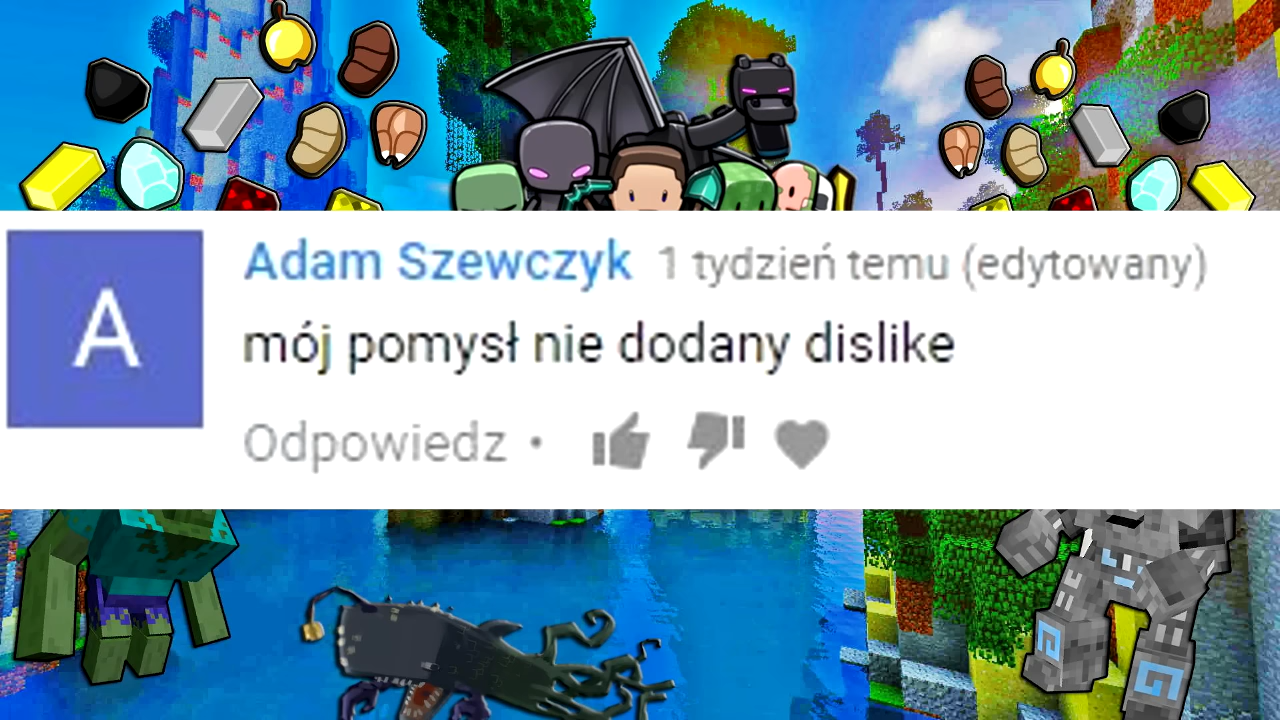 A
Adam Szewczyk 1 tydzień temu (edytowany)
mój pomysł nie dodany dislike
Odpowiedz •